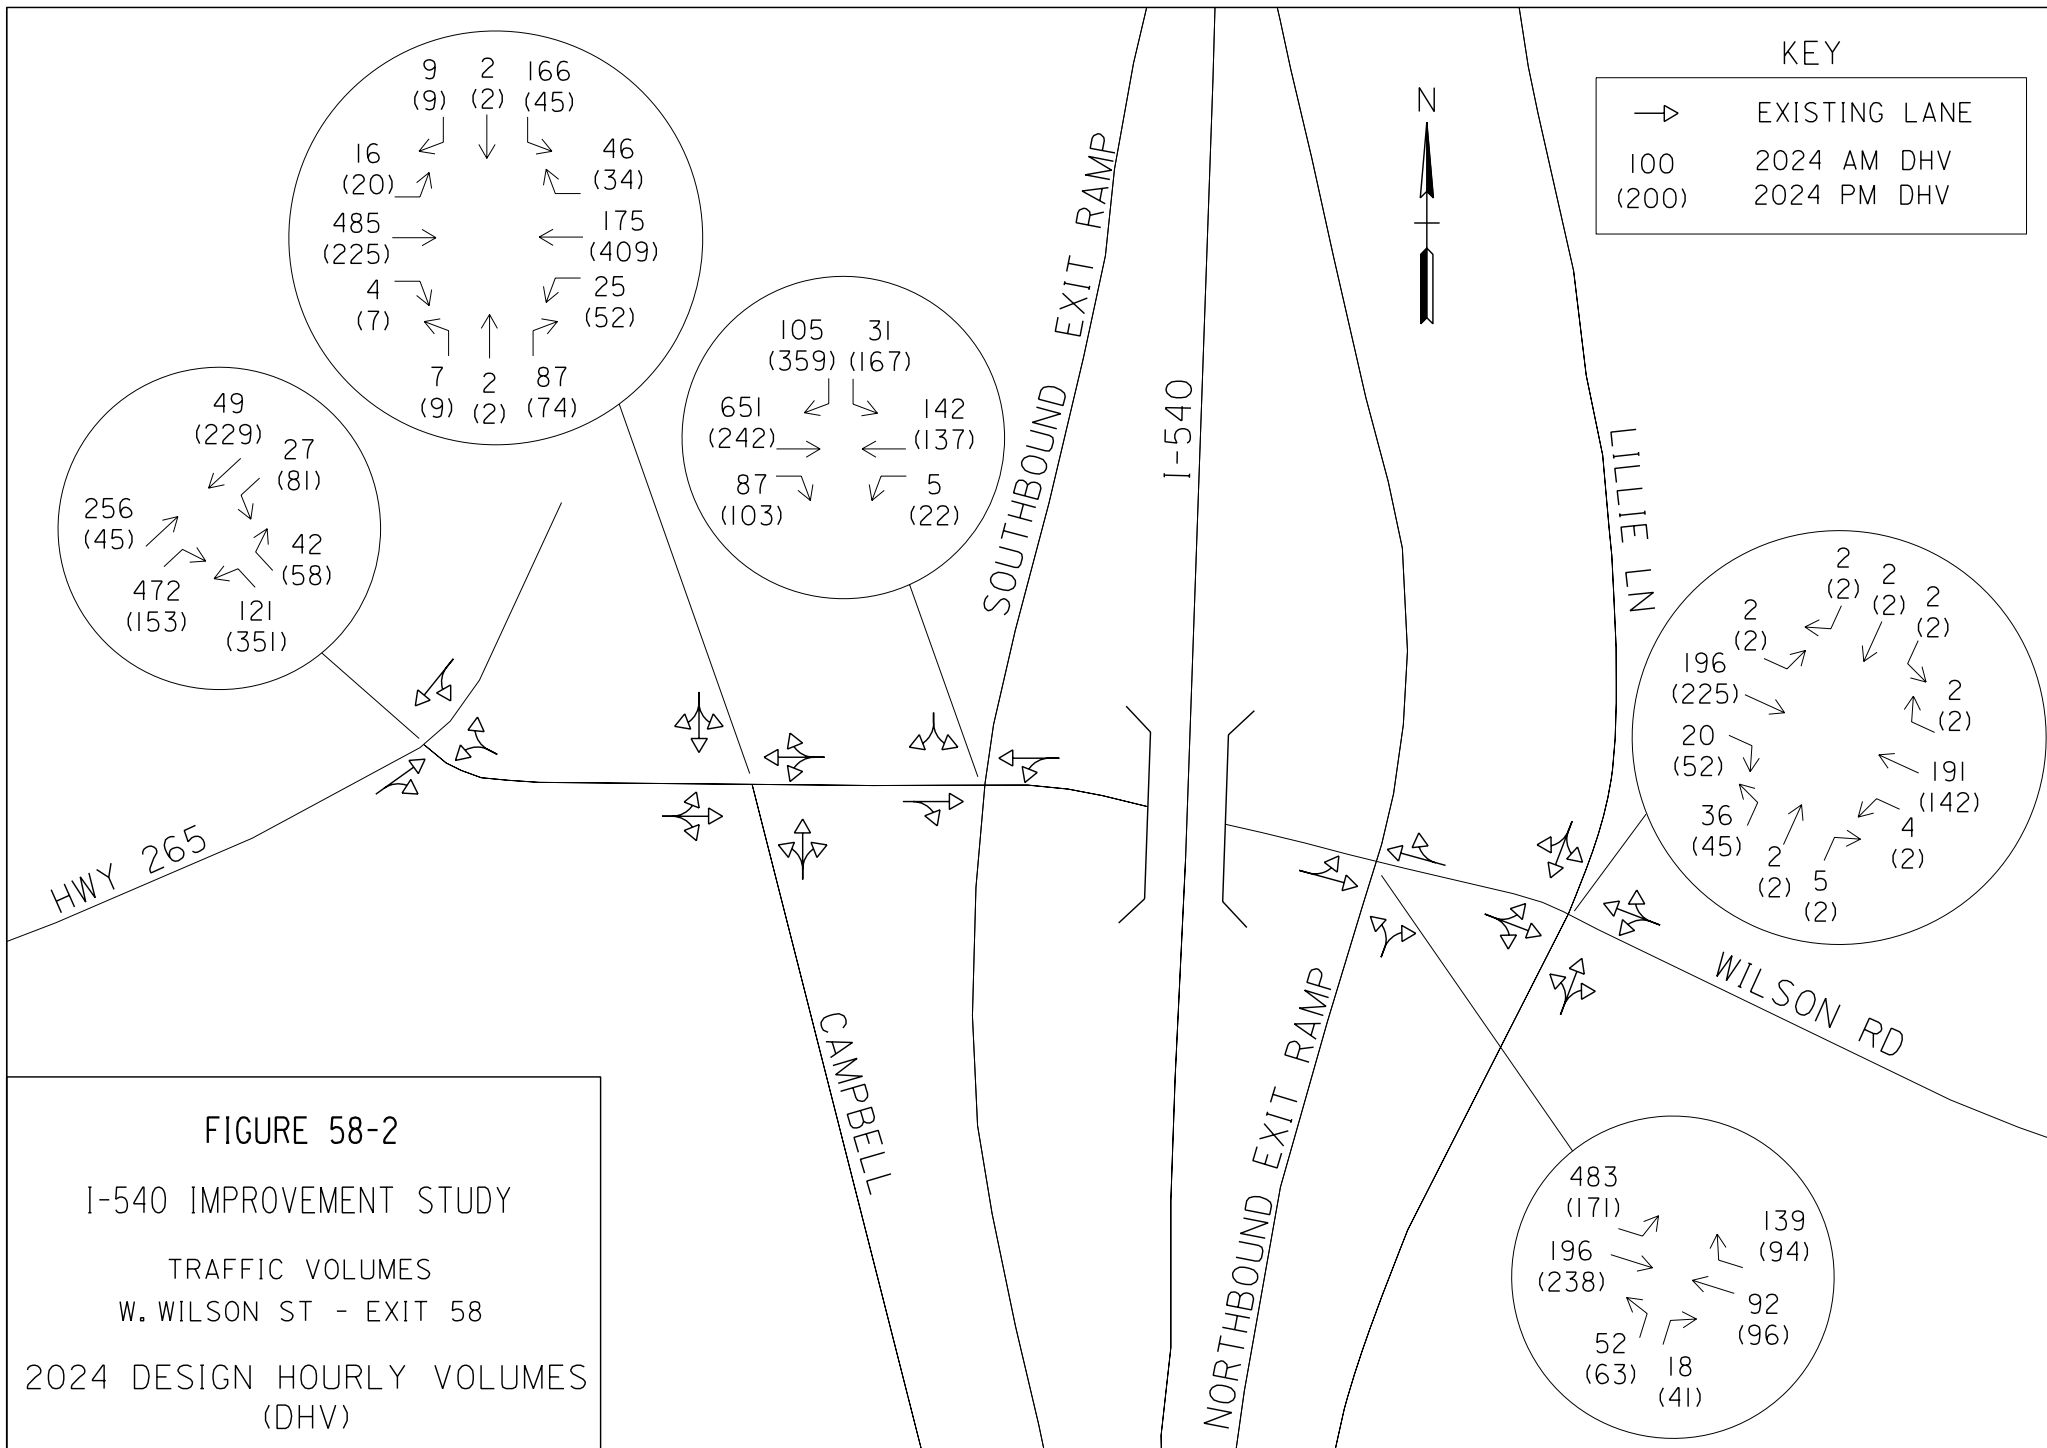 KEY
EXISTING LANE
100 2024 AM DHV
(200) 2024 PM DHV
N
9 2 166
(9) (2) (45)
16 46
(20) (34)
485 175
(225) (409)
4 25
(7) (52)
7 2 87
(9) (2) (74)
105 31
(359) (167)
651 142
(242) (137)
87 5
(103) (22)
49
(229)
27
(81)
256
(45)
42
(58)
472
(153)
121
(351)
SOUTHBOUND EXIT RAMP
I-540
LILLIE LN
2
(2)
2
(2)
2
(2)
2
(2)
196
(225)
2
(2)
20
(52)
191
(142)
36
(45)
4
(2)
2
(2)
5
(2)
HWY 265
CAMPBELL
NORTHBOUND EXIT RAMP
WILSON RD
483
(171)
139
(94)
196
(238)
92
(96)
52
(63)
18
(41)
FIGURE 58-2
I-540 IMPROVEMENT STUDY
TRAFFIC VOLUMES
W. WILSON ST - EXIT 58
2024 DESIGN HOURLY VOLUMES
(DHV)